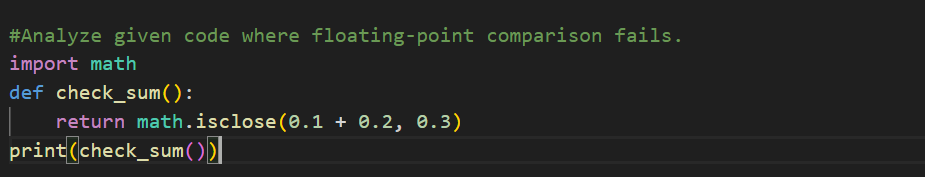 #Analyze given code where floating-point comparison fails.
import math
def check_sum():
    return math.isclose(0.1 + 0.2, 0.3)
print(check_sum())